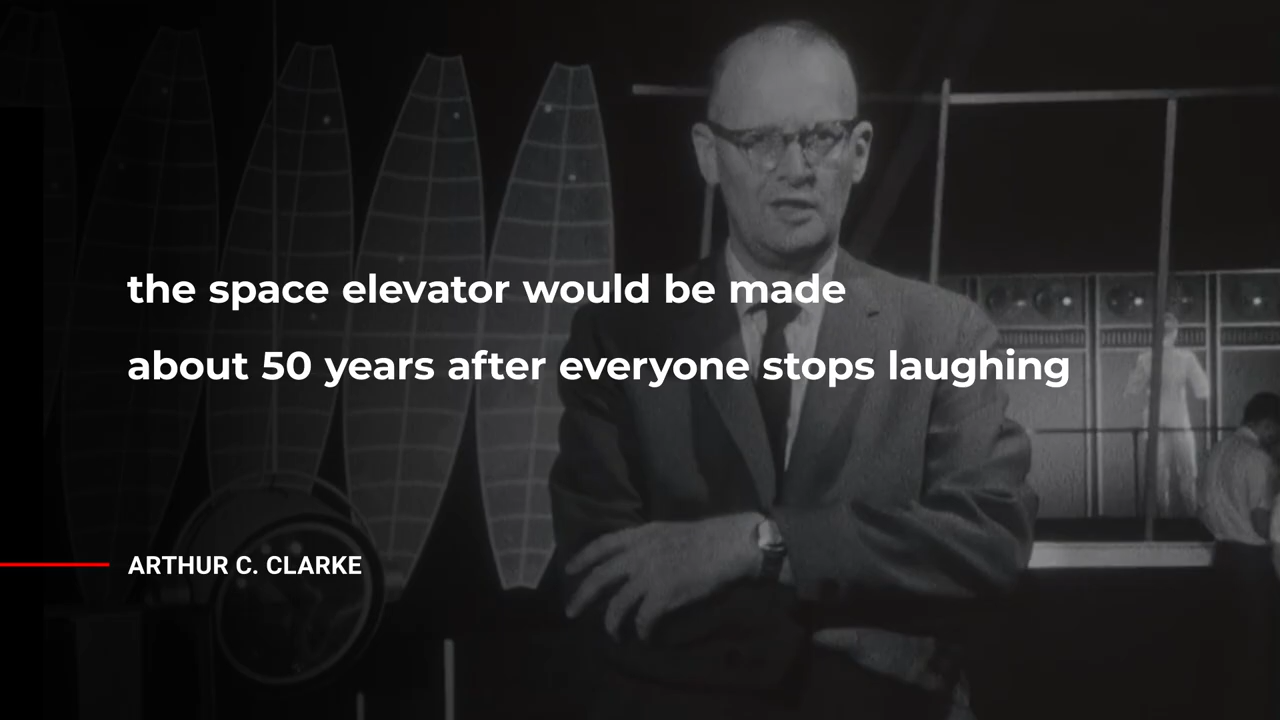 the space elevator would be made
about 50 years after everyone stops laughing
ARTHUR C. CLARKE